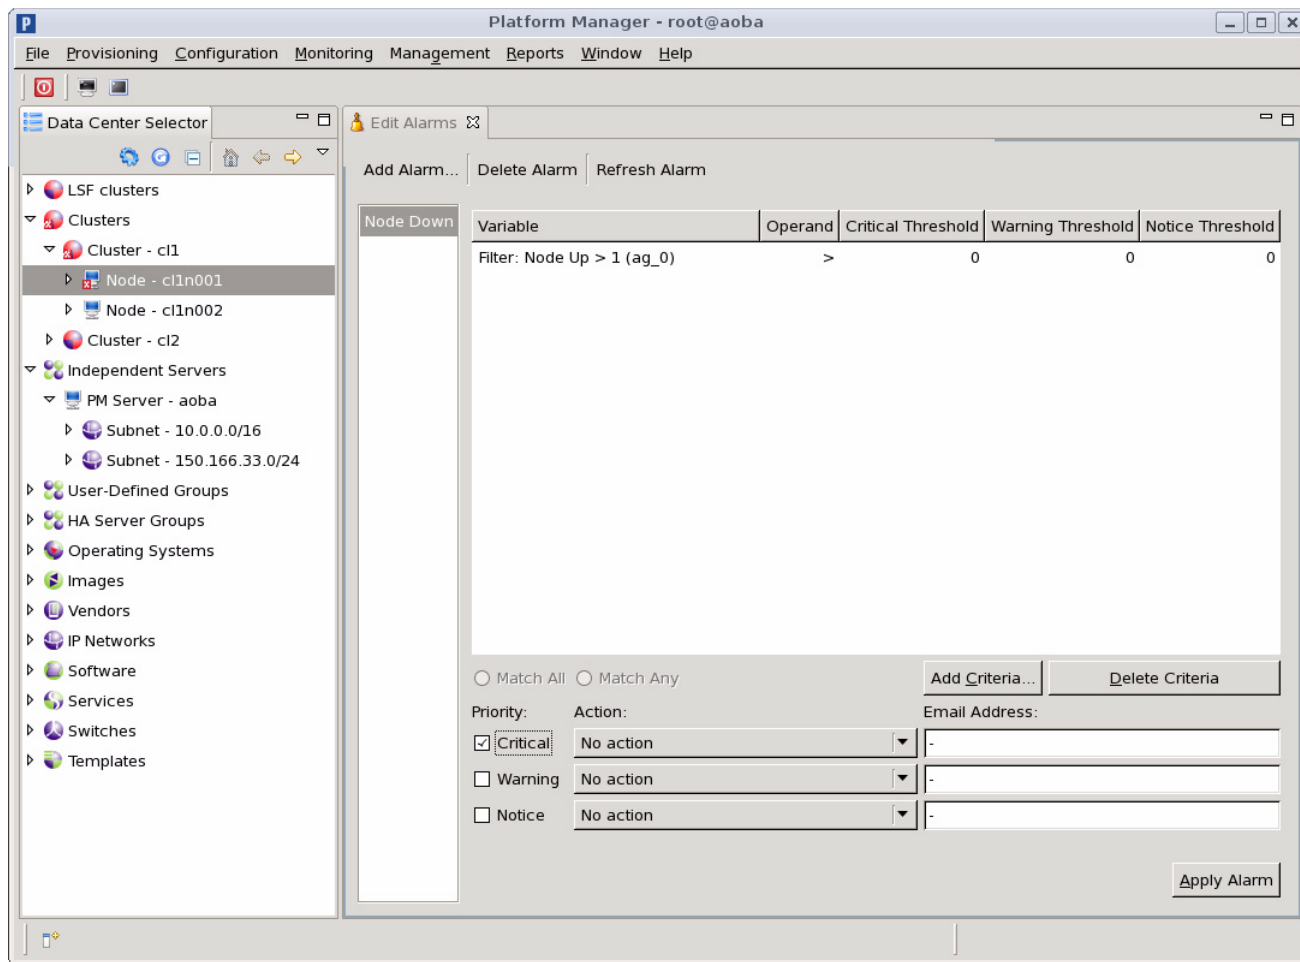 Platform Manager - root@aoba
File Provisioning Configuration Monitoring Management Reports Window Help
Data Center Selector
Edit Alarms
Add Alarm... Delete Alarm Refresh Alarm
LSF clusters
Clusters
Cluster - cl1
Node - cl1n001
Node - cl1n002
Cluster - cl2
Independent Servers
PM Server - aoba
Subnet - 10.0.0.0/16
Subnet - 150.166.33.0/24
User-Defined Groups
HA Server Groups
Operating Systems
Images
Vendors
IP Networks
Software
Services
Switches
Templates
Node Down
Variable Operand Critical Threshold Warning Threshold Notice Threshold
Filter: Node Up > 1 (ag_0) > 0 0 0
Match All Match Any Add Criteria... Delete Criteria
Priority: Action: Email Address:
Critical No action -
Warning No action -
Notice No action -
Apply Alarm